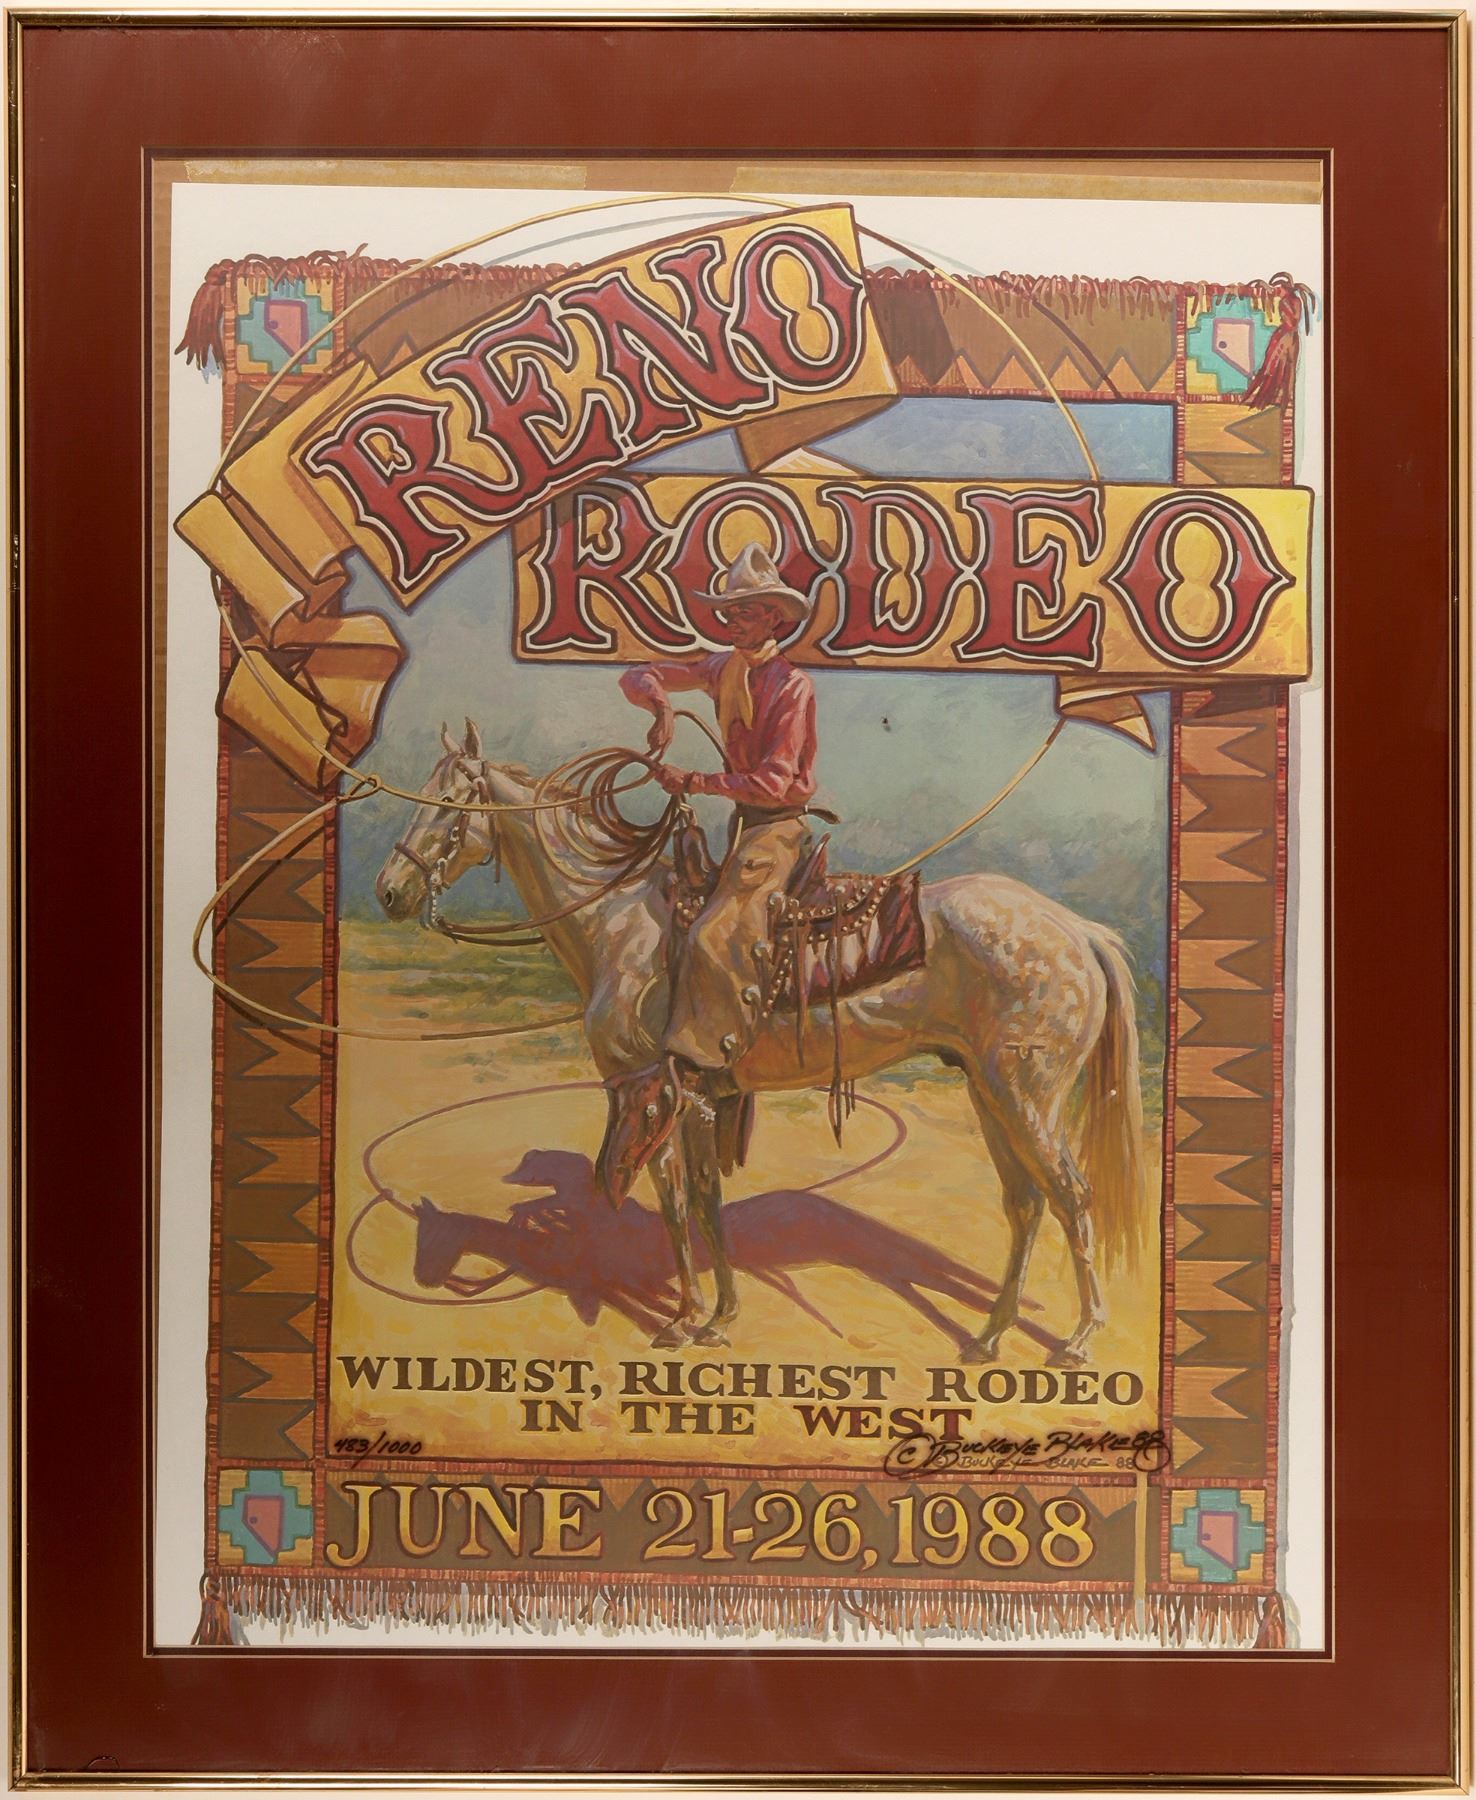 RENO
RODEO
WILDEST, RICHEST RODEO
IN THE WEST
483/1000
© BUCKEYE BLAKE 88
© BUCKEYE BLAKE 88
JUNE 21-26, 1988